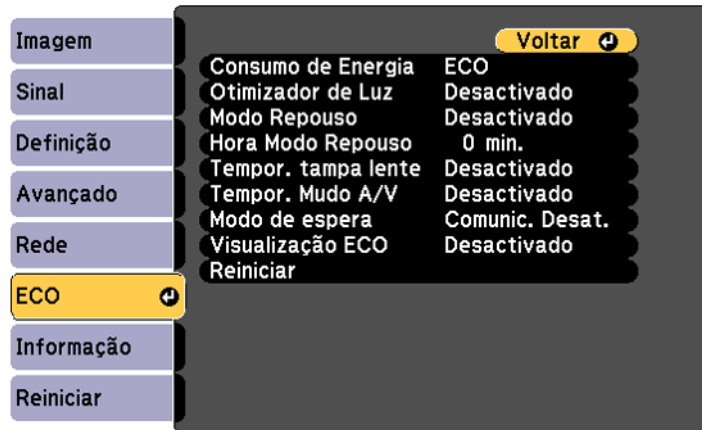 Imagem
Sinal
Definição
Avançado
Rede
ECO
Informação
Reiniciar
Voltar
Consumo de Energia ECO
Otimizador de Luz Desactivado
Modo Repouso Desactivado
Hora Modo Repouso 0 min.
Tempor. tampa lente Desactivado
Tempor. Mudo A/V Desactivado
Modo de espera Comunic. Desat.
Visualização ECO Desactivado
Reiniciar